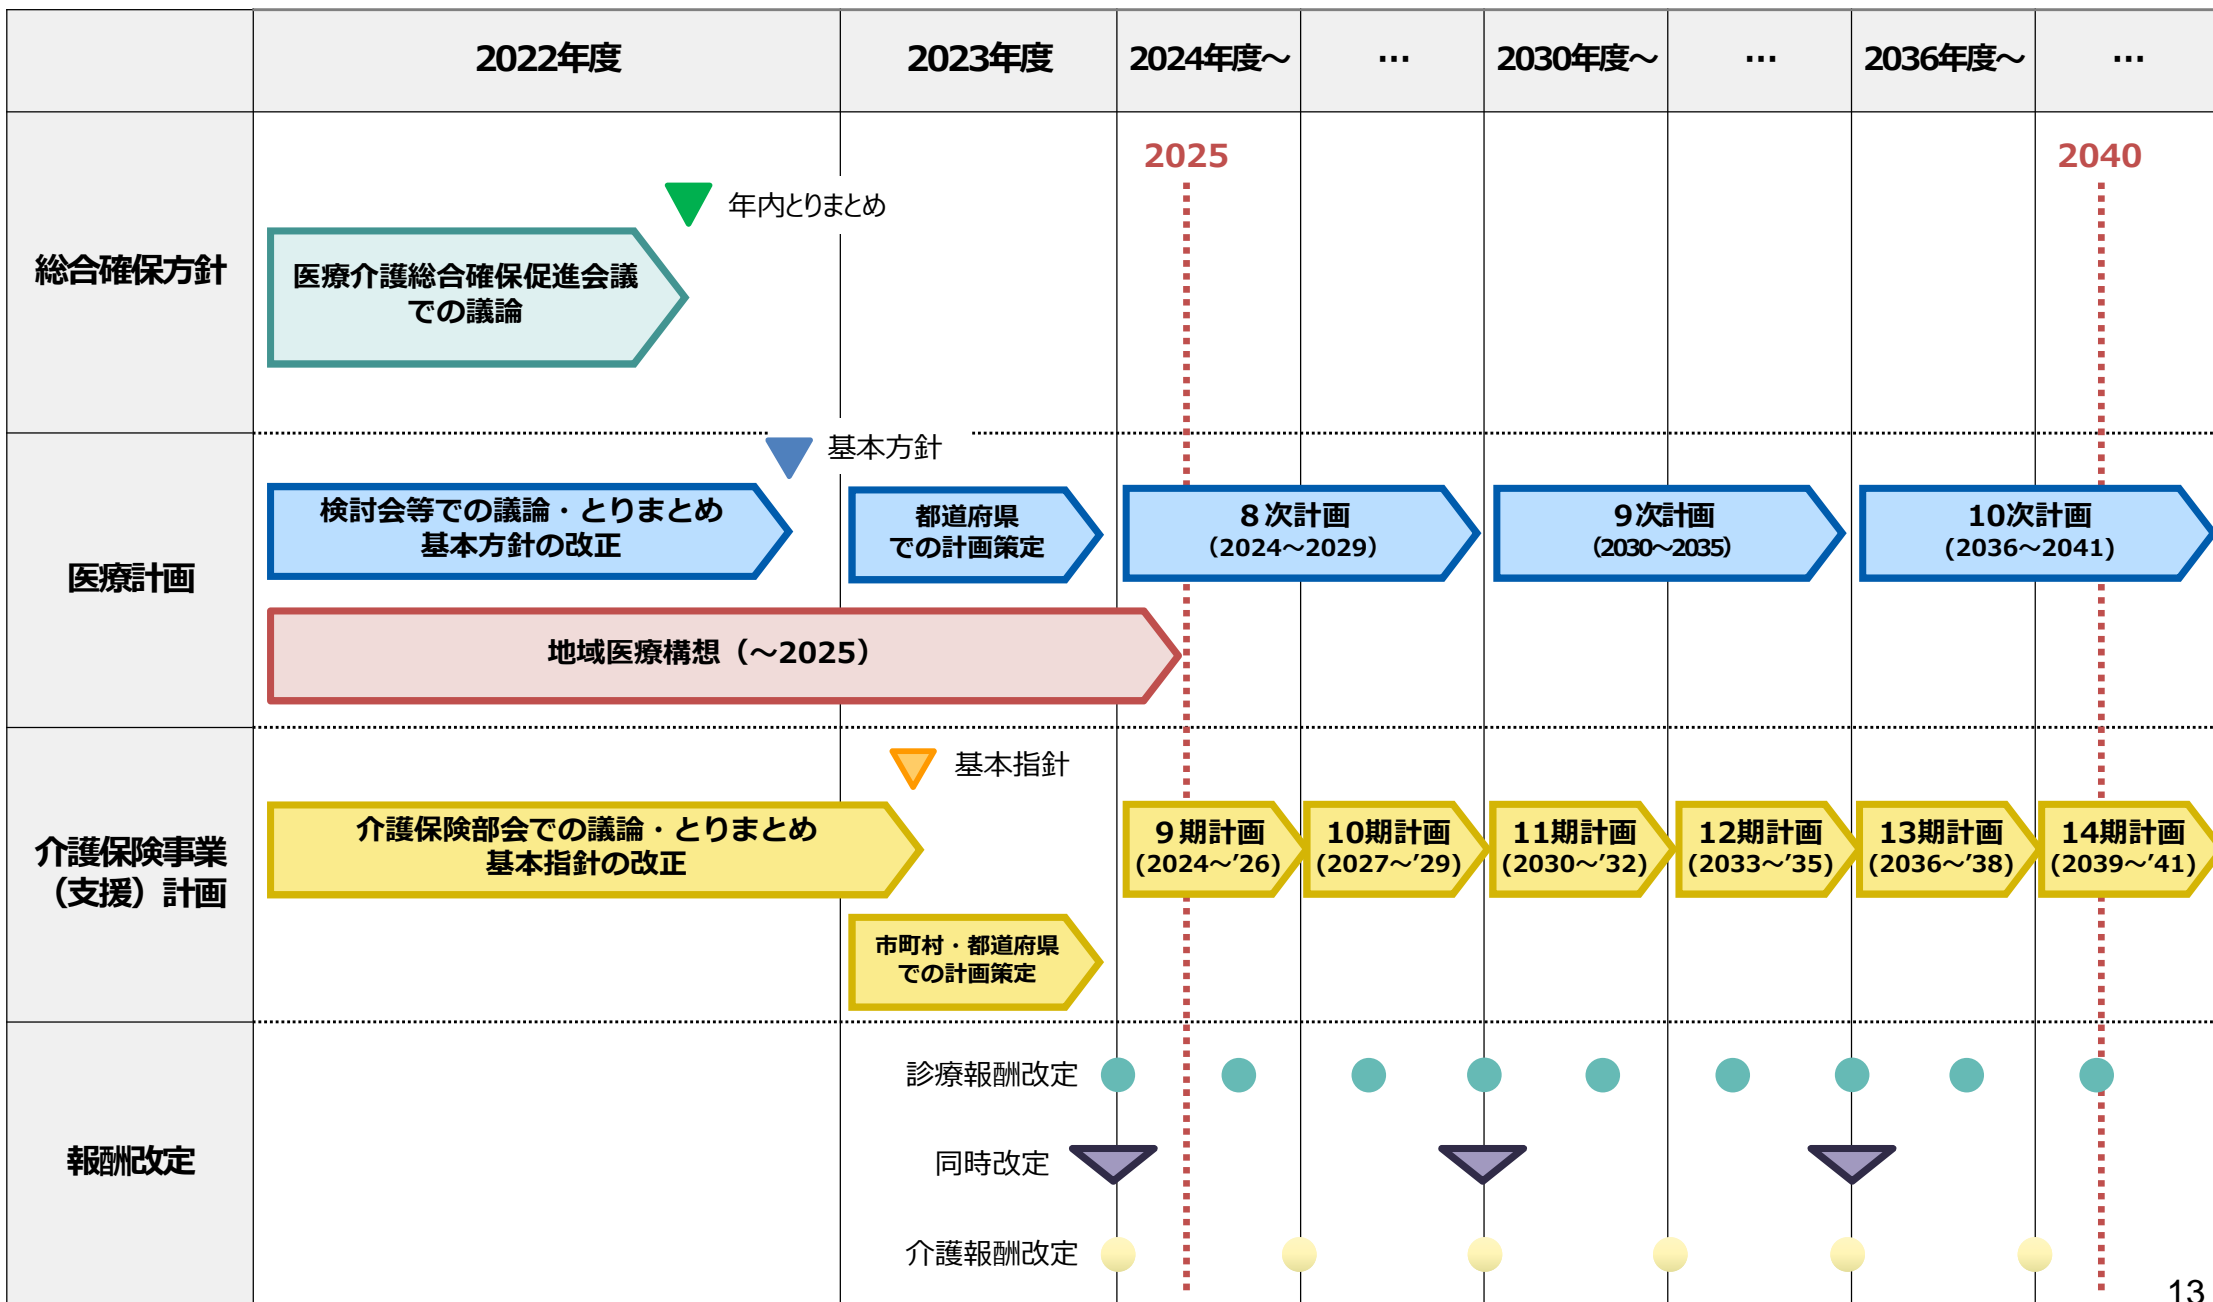 2022年度
2023年度
2024年度～
…
2030年度～
…
2036年度～
…
総合確保方針
2025
2040
年内とりまとめ
医療介護総合確保促進会議
での議論
医療計画
基本方針
検討会等での議論・とりまとめ
基本方針の改正
都道府県
での計画策定
８次計画
（2024～2029）
9次計画
（2030～2035）
10次計画
(2036～2041)
地域医療構想（～2025）
介護保険事業
（支援）計画
基本指針
介護保険部会での議論・とりまとめ
基本指針の改正
９期計画
(2024～’26)
10期計画
(2027～’29)
11期計画
(2030～’32)
12期計画
(2033～’35)
13期計画
(2036～’38)
14期計画
(2039～’41)
市町村・都道府県
での計画策定
報酬改定
診療報酬改定
同時改定
介護報酬改定
13